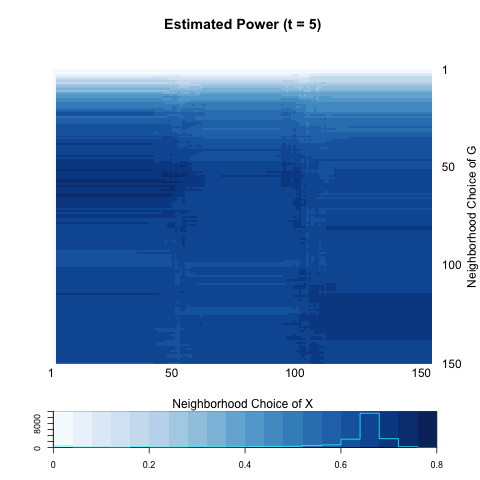 Estimated Power (t = 5)
1
50
100
150
Neighborhood Choice of G
1 50 100 150
Neighborhood Choice of X
0 8000
0 0.2 0.4 0.6 0.8